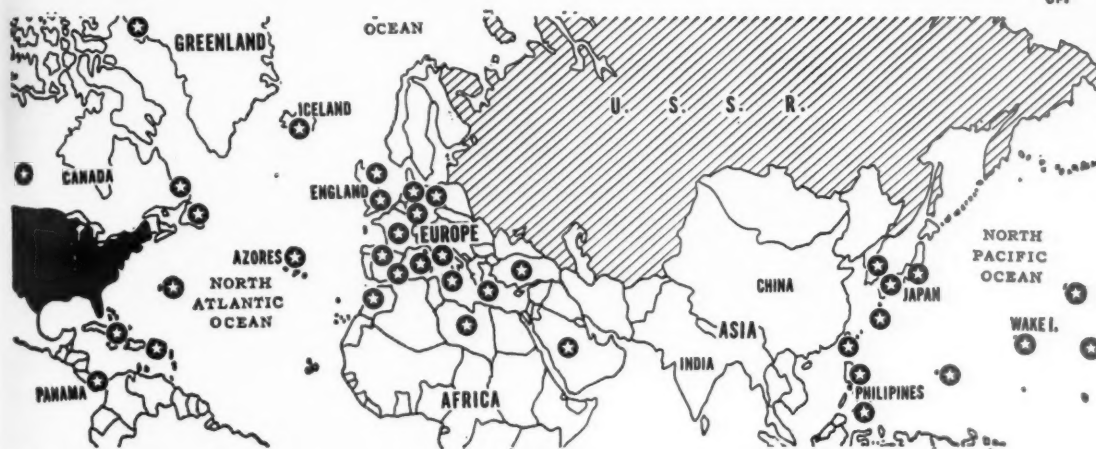 GREENLAND
OCEAN
U. S. S. R.
ICELAND
CANADA
ENGLAND
EUROPE
AZORES
NORTH
ATLANTIC
OCEAN
NORTH
PACIFIC
OCEAN
CHINA
JAPAN
WAKE I.
ASIA
INDIA
PANAMA
AFRICA
PHILIPINES